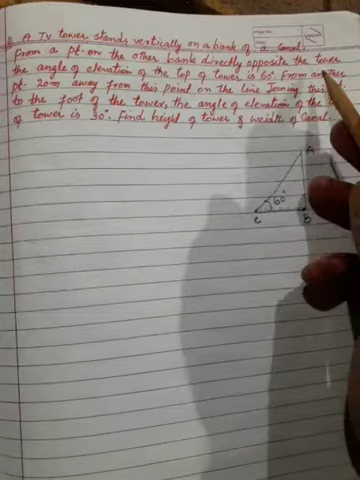 A TV tower stands vertically on a bank of a canal.
From a pt. on the other bank directly opposite the tower
the angle of elevation of the top of tower is 60° From another
pt. 20m away from this point on the line Joining this
to the foot of the tower, the angle of elevation of the
of tower is 30°. Find height of tower & weidth of Canal.
A
60°
C
B